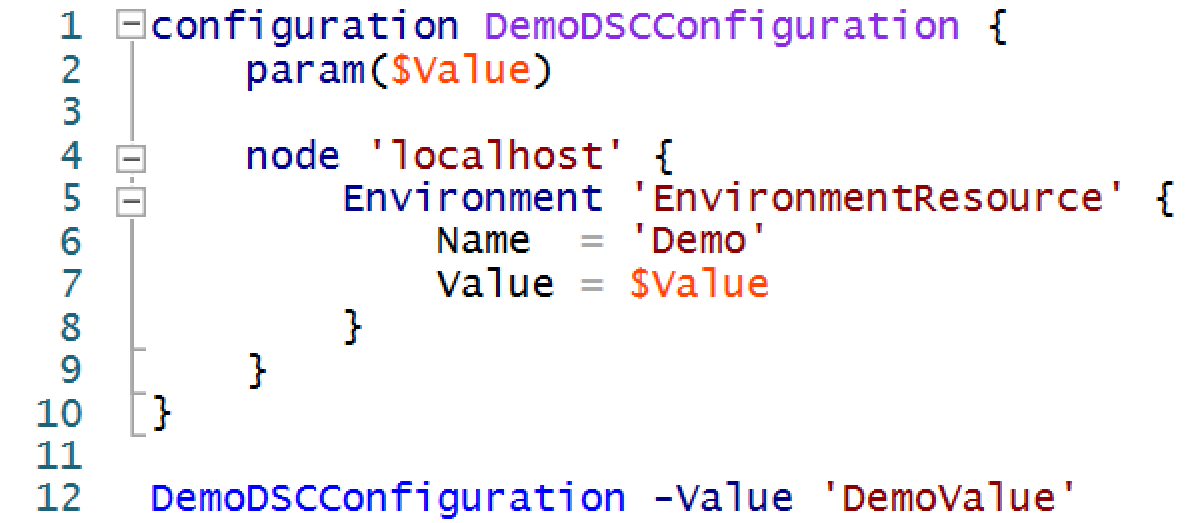 1 configuration DemoDSCConfiguration {
2     param($Value)
3
4     node 'localhost' {
5         Environment 'EnvironmentResource' {
6             Name  = 'Demo'
7             Value = $Value
8         }
9     }
10 }
11
12 DemoDSCConfiguration -Value 'DemoValue'